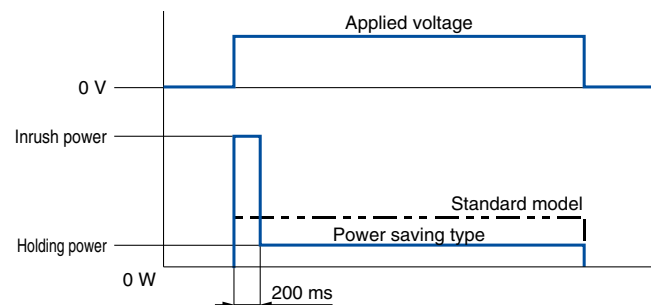 Applied voltage
0 V
Inrush power
Standard model
Holding power
Power saving type
0 W
200 ms